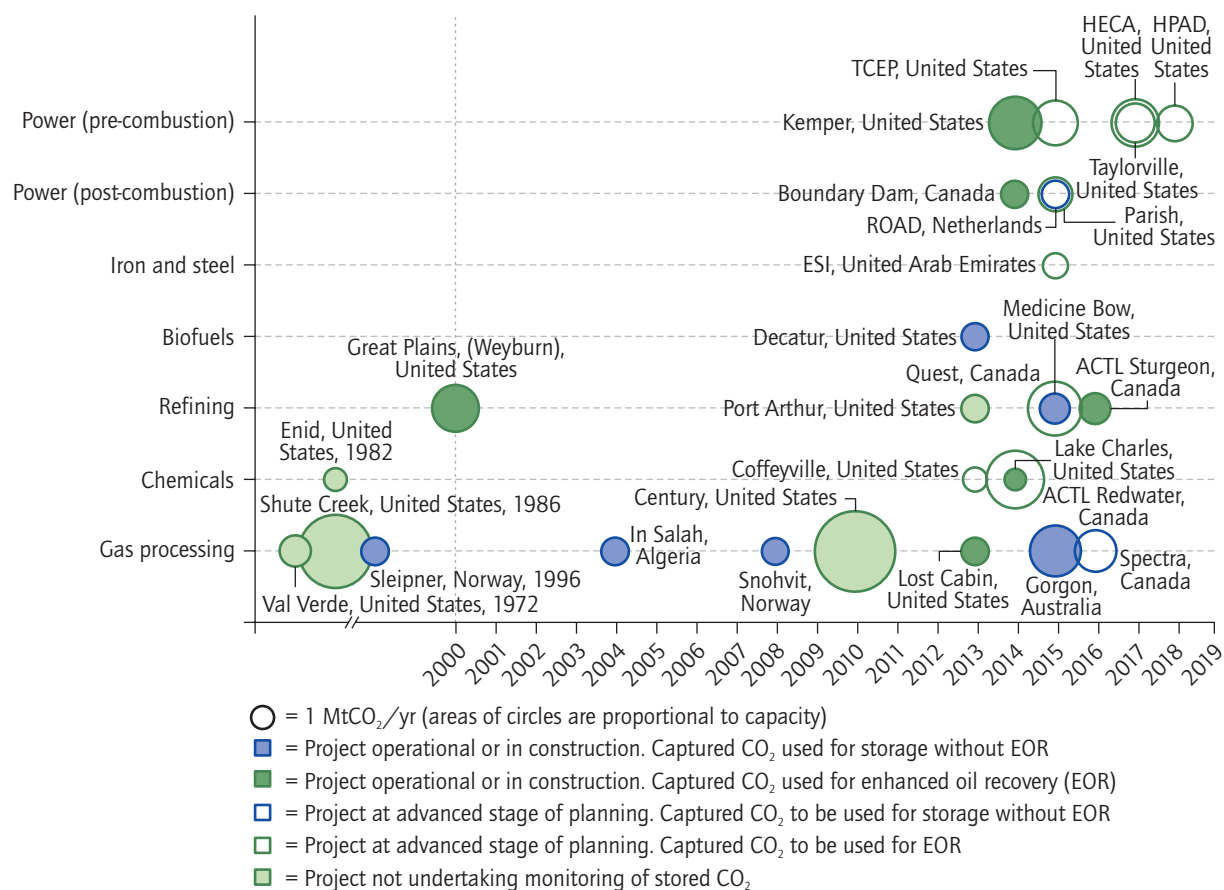 HECA,
United
States
HPAD,
United
States
TCEP, United States
Power (pre-combustion)
Kemper, United States
Taylorville,
United States
Power (post-combustion)
Boundary Dam, Canada
ROAD, Netherlands
Parish,
United States
Iron and steel
ESI, United Arab Emirates
Medicine Bow,
United States
Biofuels
Decatur, United States
Great Plains, (Weyburn),
United States
Quest, Canada
ACTL Sturgeon,
Canada
Refining
Port Arthur, United States
Enid, United
States, 1982
Lake Charles,
United States
Chemicals
Coffeyville, United States
Shute Creek, United States, 1986
Century, United States
ACTL Redwater,
Canada
Gas processing
In Salah,
Algeria
Sleipner, Norway, 1996
Val Verde, United States, 1972
Snohvit,
Norway
Lost Cabin,
United States
Gorgon,
Australia
Spectra,
Canada
2000
2001
2002
2003
2004
2005
2006
2007
2008
2009
2010
2011
2012
2013
2014
2015
2016
2017
2018
2019
= 1 MtCO₂/yr (areas of circles are proportional to capacity)
= Project operational or in construction. Captured CO₂ used for storage without EOR
= Project operational or in construction. Captured CO₂ used for enhanced oil recovery (EOR)
= Project at advanced stage of planning. Captured CO₂ to be used for storage without EOR
= Project at advanced stage of planning. Captured CO₂ to be used for EOR
= Project not undertaking monitoring of stored CO₂